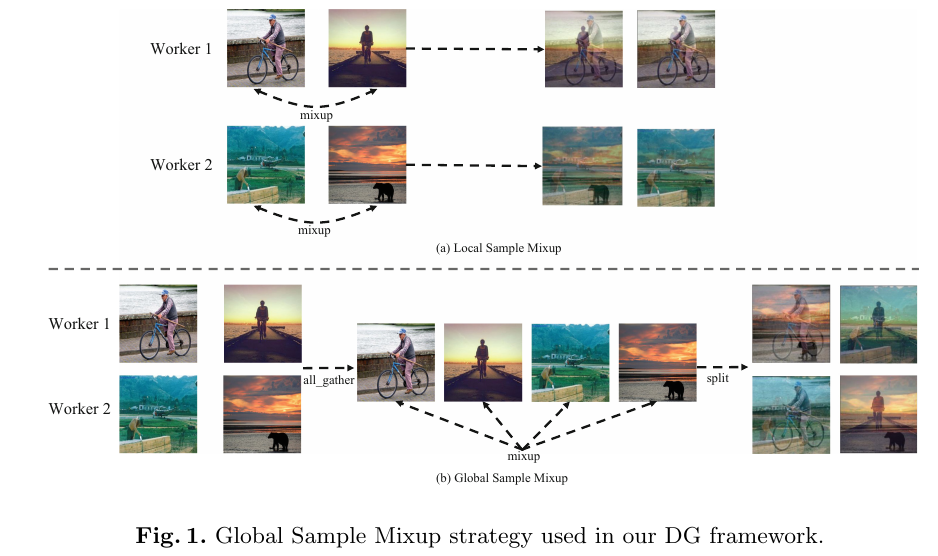 Worker 1
mixup
Worker 2
mixup
(a) Local Sample Mixup
Worker 1
all_gather
split
Worker 2
mixup
(b) Global Sample Mixup
Fig. 1. Global Sample Mixup strategy used in our DG framework.